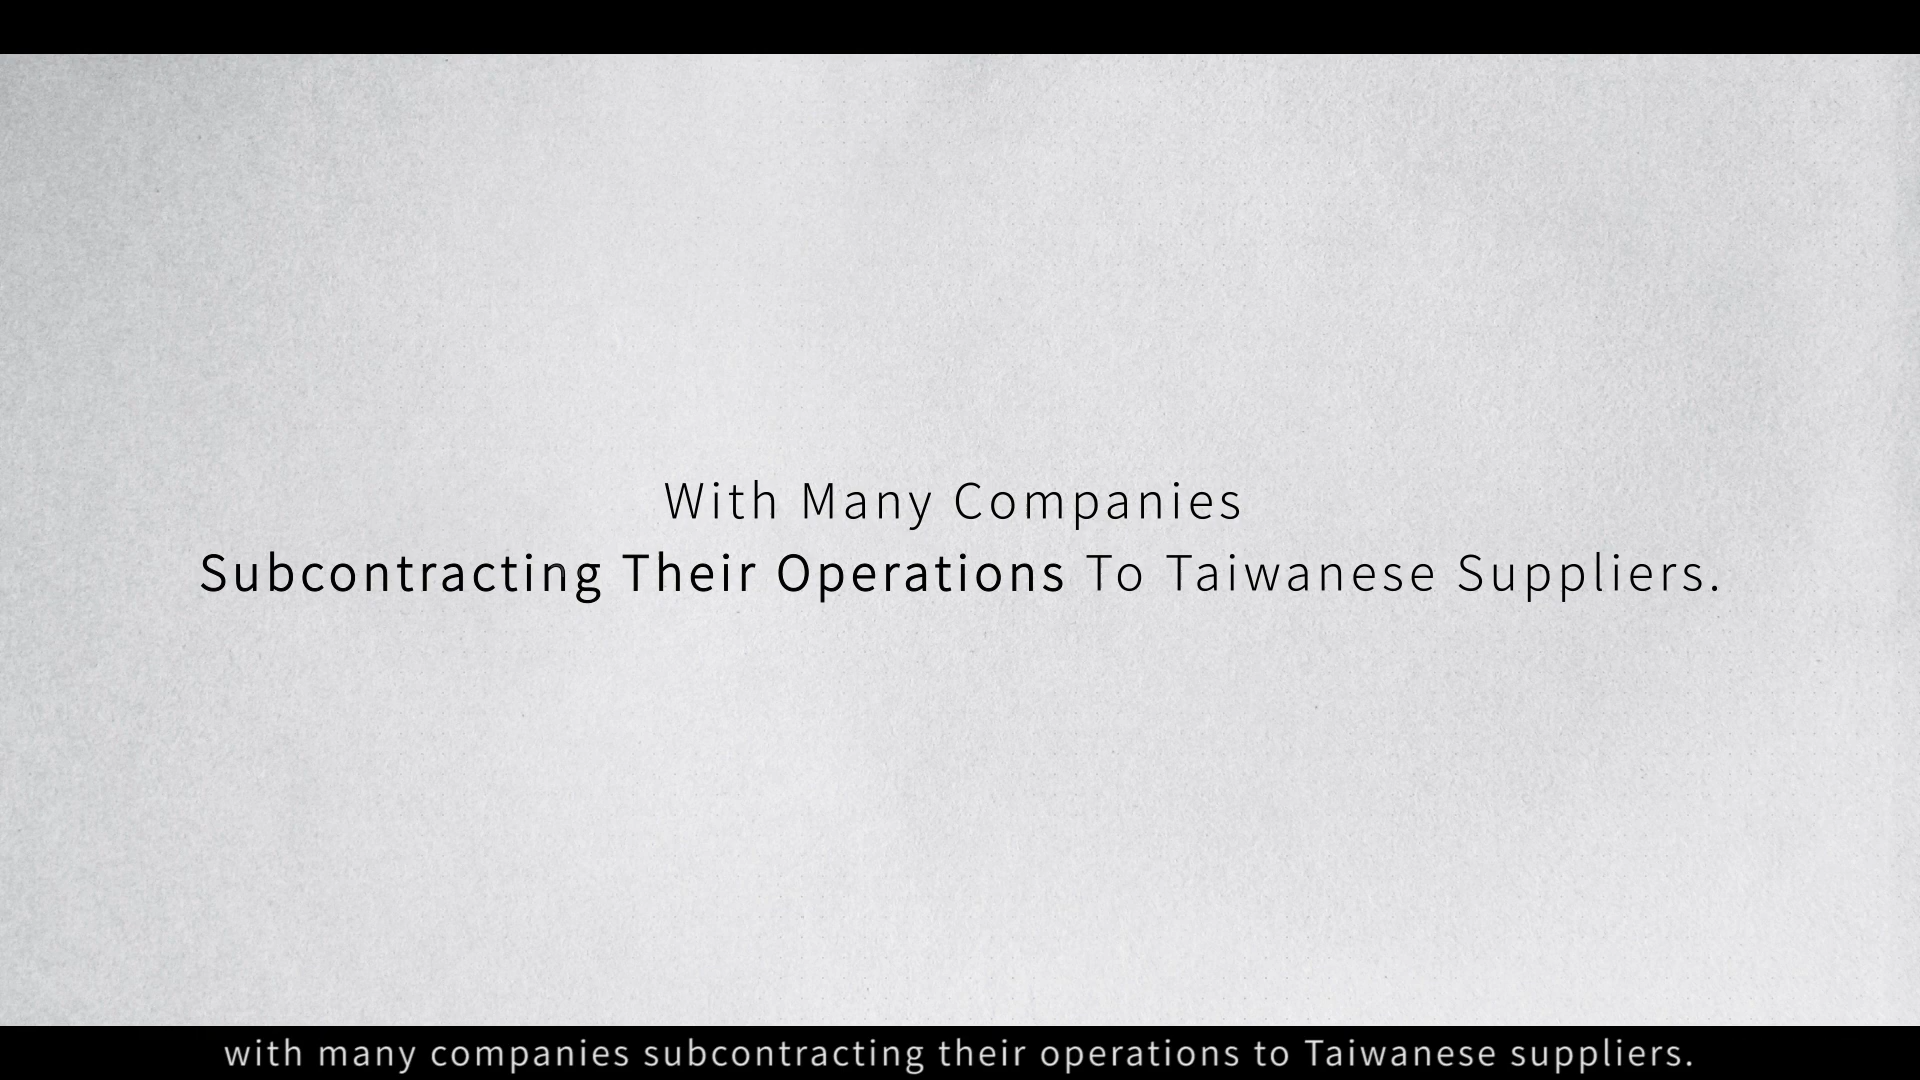 With Many Companies
Subcontracting Their Operations To Taiwanese Suppliers.
with many companies subcontracting their operations to Taiwanese suppliers.